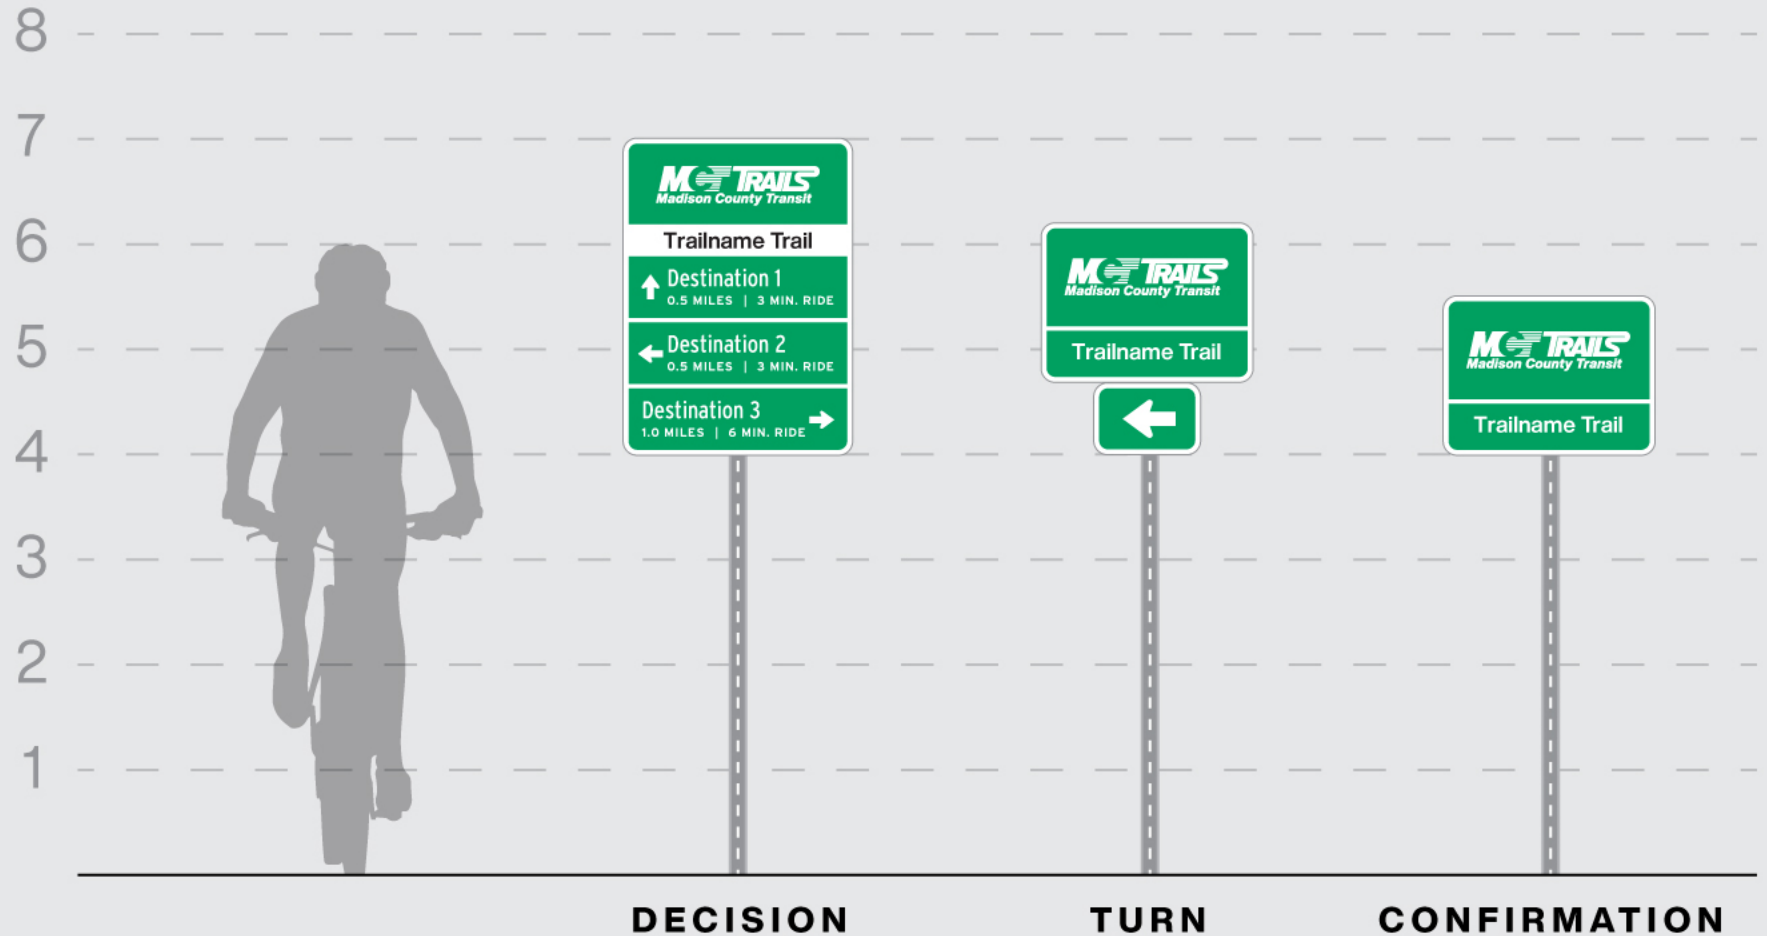 8
7
6
5
4
3
2
1
MCT TRAILS
Madison County Transit
Trailname Trail
Destination 1
0.5 MILES | 3 MIN. RIDE
Destination 2
0.5 MILES | 3 MIN. RIDE
Destination 3
1.0 MILES | 6 MIN. RIDE
MCT TRAILS
Madison County Transit
Trailname Trail
MCT TRAILS
Madison County Transit
Trailname Trail
DECISION
TURN
CONFIRMATION